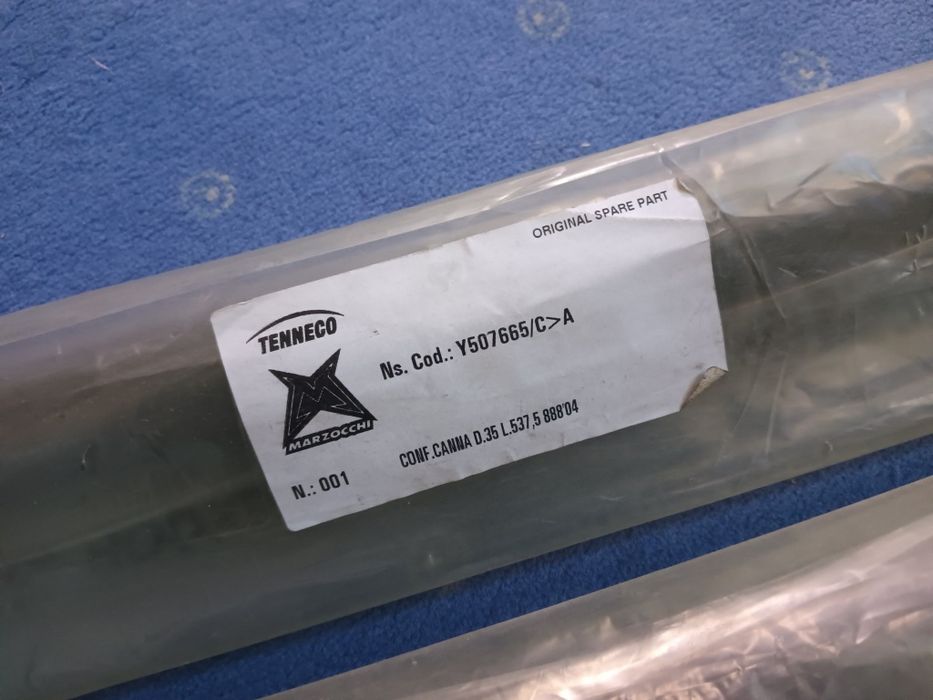 ORIGINAL SPARE PART
TENNECO
Ns. Cod.: Y507665/C>A
M
MARZOCCHI
CONF.CANNA D.35 L.537,5 888'04
N.: 001